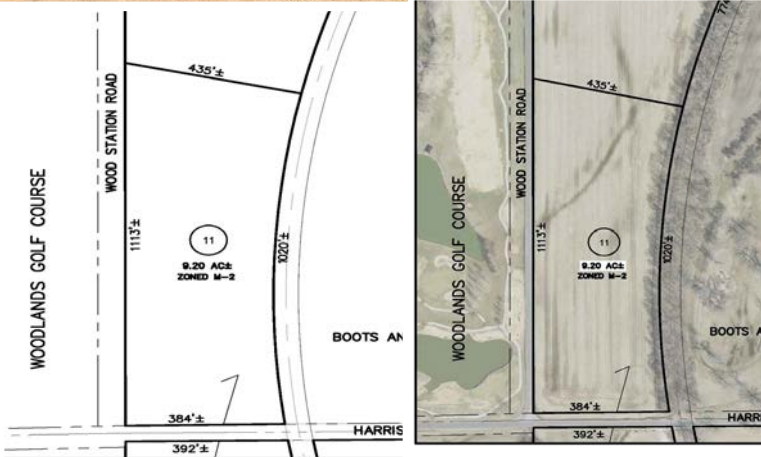 435'±
WOOD STATION ROAD
WOODLANDS GOLF COURSE
1113'±
11
9.20 AC±
ZONED M-2
1020'±
BOOTS AN
384'±
HARRIS
392'±
774
435'±
WOOD STATION ROAD
WOODLANDS GOLF COURSE
1113'±
11
9.20 AC±
ZONED M-2
1020'±
BOOTS A
384'±
HARR
392'±